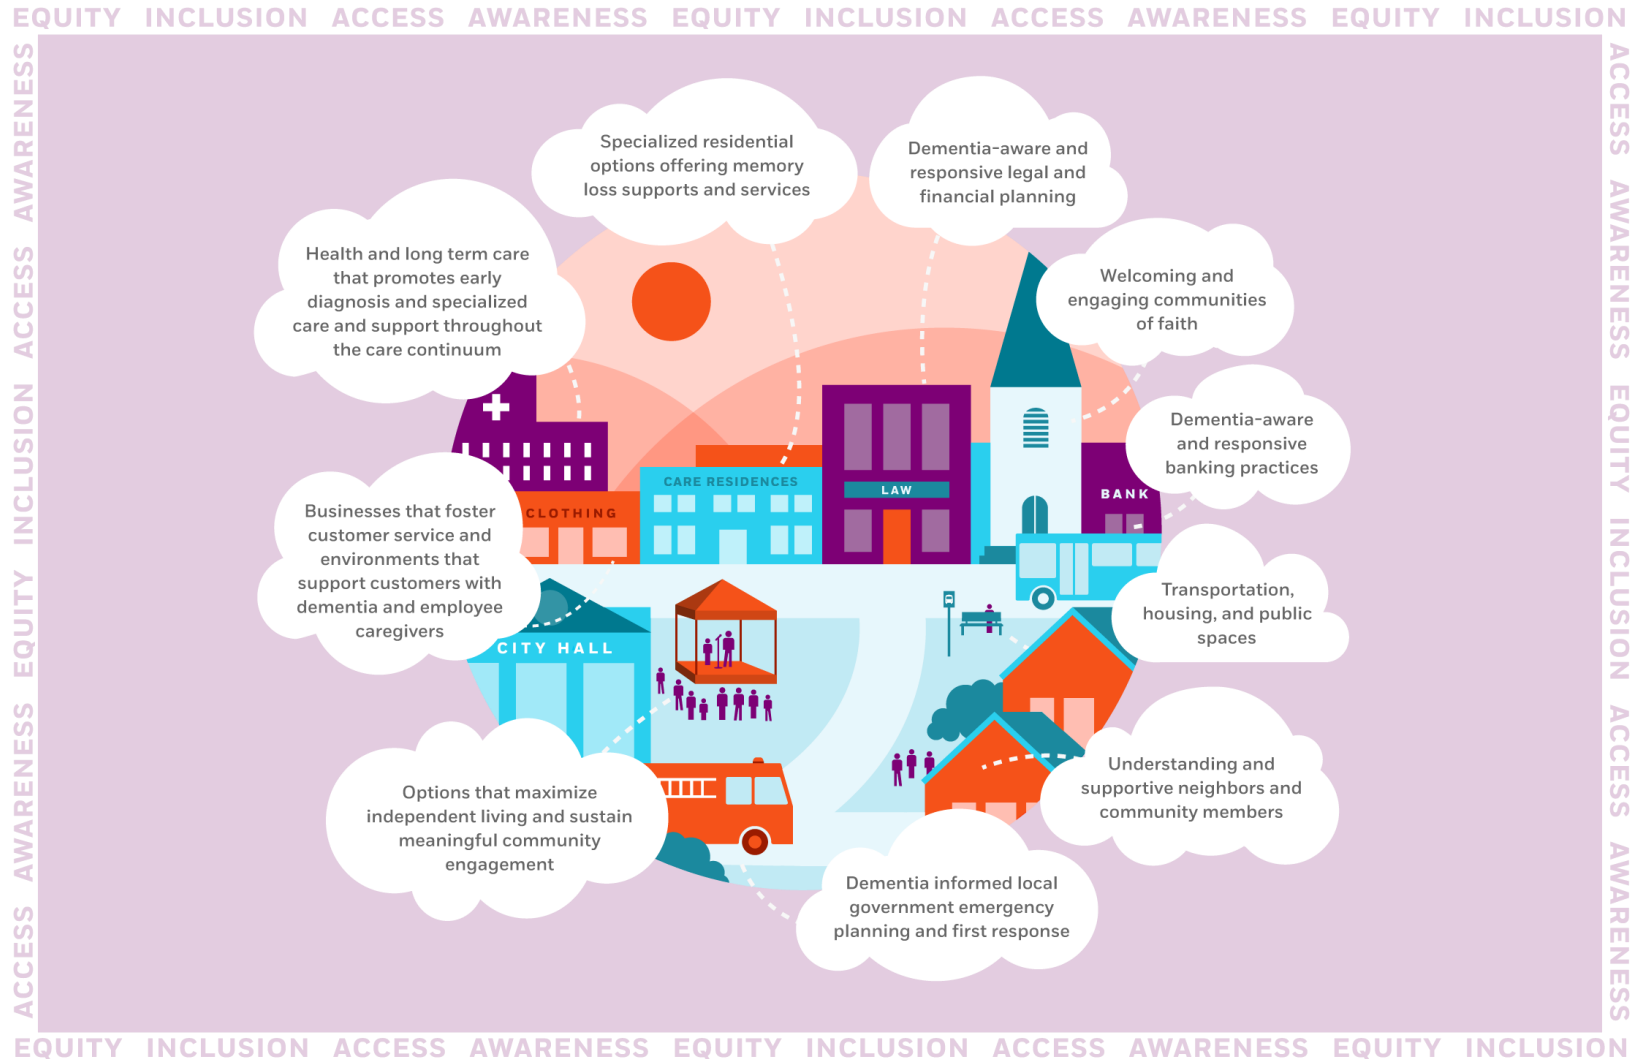 EQUITY INCLUSION ACCESS AWARENESS EQUITY INCLUSION ACCESS AWARENESS EQUITY INCLUSION
ACCESS AWARENESS EQUITY INCLUSION ACCESS AWARENESS
ACCESS AWARENESS EQUITY INCLUSION ACCESS AWARENESS
Specialized residential
options offering memory
loss supports and services
Dementia-aware and
responsive legal and
financial planning
Health and long term care
that promotes early
diagnosis and specialized
care and support throughout
the care continuum
Welcoming and
engaging communities
of faith
Dementia-aware
and responsive
banking practices
CARE RESIDENCES
LAW
BANK
CLOTHING
Businesses that foster
customer service and
environments that
support customers with
dementia and employee
caregivers
Transportation,
housing, and public
spaces
CITY HALL
Understanding and
supportive neighbors and
community members
Options that maximize
independent living and sustain
meaningful community
engagement
Dementia informed local
government emergency
planning and first response
EQUITY INCLUSION ACCESS AWARENESS EQUITY INCLUSION ACCESS AWARENESS EQUITY INCLUSION